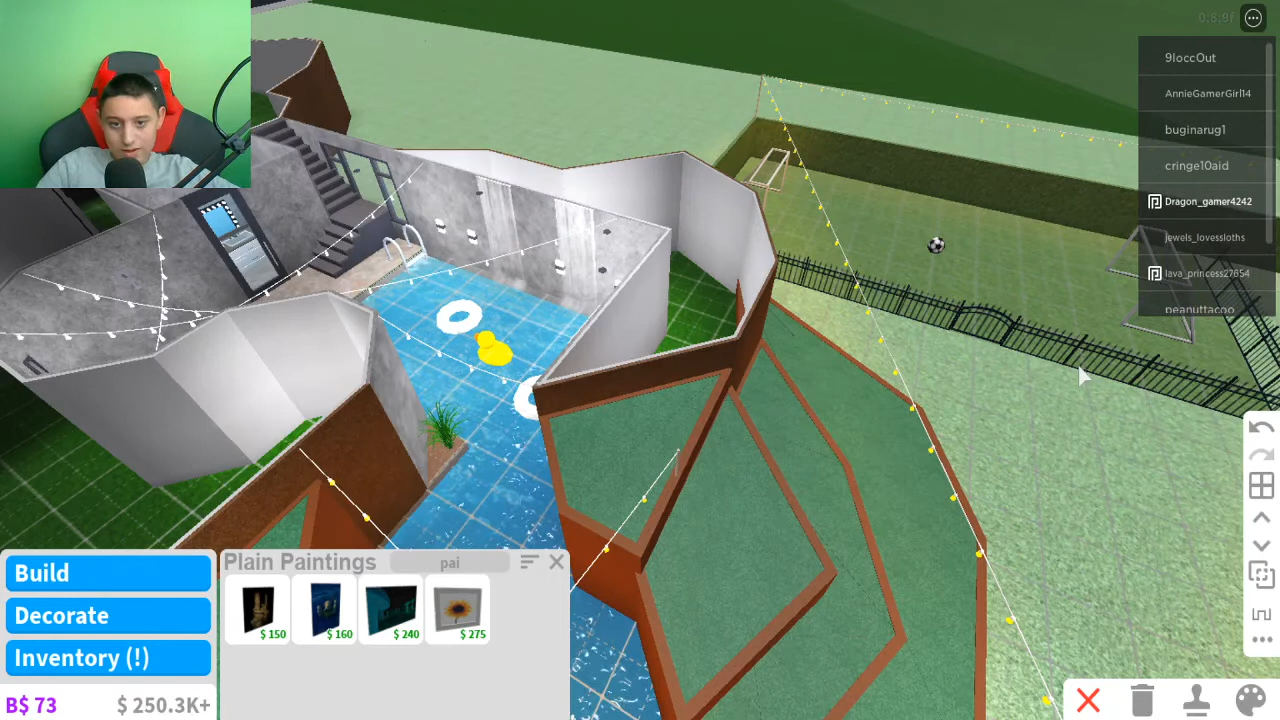 9loccOut
AnnieGamerGirl14
buginarug1
cringe10aid
Dragon_gamer4242
jewels_lovessloths
lava_princess27654
peanuttacoo
Build
Decorate
Inventory (!)
B$ 73 $ 250.3K+
Plain Paintings pai
$ 150 $ 160 $ 240 $ 275